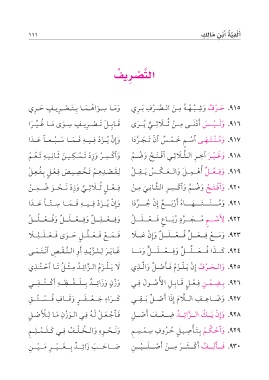 أَلْفِيَّةُ ابْنِ مَالِكٍ ١١١
التَّصْرِيفُ
٩١٥. حَرْفٌ وَشِبْهُهُ مِنَ الصَّرْفِ بَرِي وَمَا سِوَاهُمَا بِتَصْرِيفٍ حَرِي
٩١٦. وَلَيْسَ أَدْنَى مِنْ ثُلَاثِيٍّ يُرَى قَابِلَ تَصْرِيفٍ سِوَى مَا غُيِّرَا
٩١٧. وَمُنْتَهَى اسْمٍ خَمْسٌ انْ تَجَرَّدَا وَإِنْ يُزَدْ فِيهِ فَمَا سَبْعًا عَدَا
٩١٨. وَغَيْرَ آخِرِ الثُّلَاثِي افْتَحْ وَضُمّْ وَاكْسِرْ وَزِدْ تَسْكِينَ ثَانِيهِ تَعُمّْ
٩١٩. وَفِعُلٌ أُهْمِلَ وَالْعَكْسُ يَقِلّْ لِقَصْدِهِمْ تَخْصِيصَ فِعْلٍ بِفُعِلْ
٩٢٠. وَافْتَحْ وَضُمَّ وَاكْسِرِ الثَّانِيَ مِنْ فِعْلٍ ثُلَاثِيٍّ وَزِدْ نَحْوَ ضُمِنْ
٩٢١. وَمُنْتَهَاهُ أَرْبَعٌ إِنْ جُرِّدَا وَإِنْ يُزَدْ فِيهِ فَمَا سِتًّا عَدَا
٩٢٢. لِاسْمٍ مُجَرَّدٍ رُبَاعٍ فَعْلَلُ وَفِعْلِلٌ وَفِعْلَلٌ وَفُعْلُلُ
٩٢٣. وَمَعْ فِعَلٍّ فُعْلَلٌ وَإِنْ عَلَا فَمَعْ فَعَلَّلٍ حَوَى فَعْلَلِلَا
٩٢٤. كَذَا فُعَلِّلٌ وَفِعْلَلٌّ وَمَا غَايَرَ لِلزَّيْدِ أَوِ النَّقْصِ انْتَمَى
٩٢٥. وَالْحَرْفُ إِنْ يَلْزَمْ فَأَصْلٌ وَالَّذِي لَا يَلْزَمُ الزَّائِدُ مِثْلُ تَا احْتُذِي
٩٢٦. بِضِمْنِ فِعْلٍ قَابِلِ الْأُصُولَ فِي وَزْنٍ وَزَائِدٌ بِلَفْظِهِ اكْتُفِي
٩٢٧. وَضَاعِفِ اللَّامَ إِذَا أَصْلٌ بَقِي كَرَاءِ جَعْفَرٍ وَقَافِ فُسْتُقِ
٩٢٨. وَإِنْ يَكُ الزَّائِدُ ضِعْفَ أَصْلِ فَاجْعَلْ لَهُ فِي الْوَزْنِ مَا لِلْأَصْلِ
٩٢٩. وَاحْكُمْ بِتَأْصِيلِ حُرُوفِ سِمْسِمِ وَنَحْوِهِ وَالْخُلْفُ فِي كَلَمْلِمِ
٩٣٠. فَأَلِفٌ أَكْثَرَ مِنْ أَصْلَيْنِ صَاحَبَ زَائِدٌ بِغَيْرِ مَيْنِ